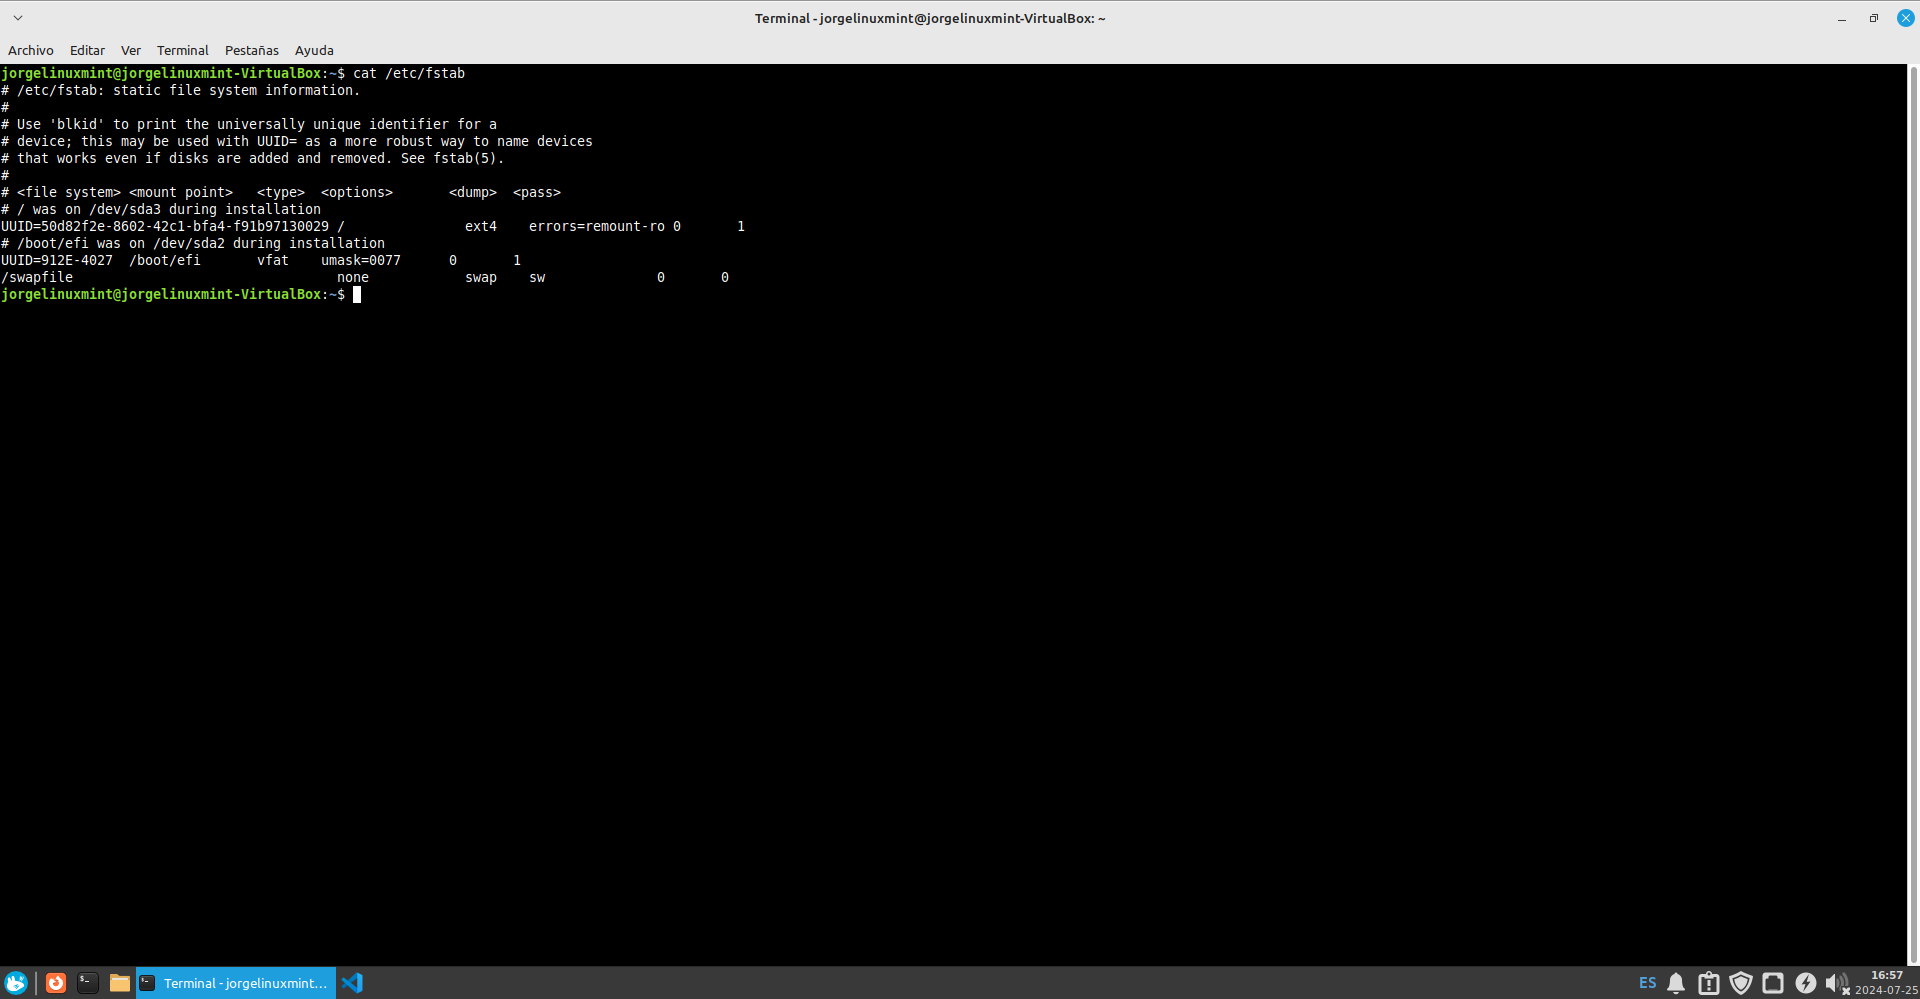 Terminal - jorgelinuxmint@jorgelinuxmint-VirtualBox: ~
Archivo Editar Ver Terminal Pestañas Ayuda
jorgelinuxmint@jorgelinuxmint-VirtualBox:~$ cat /etc/fstab
# /etc/fstab: static file system information.
#
# Use 'blkid' to print the universally unique identifier for a
# device; this may be used with UUID= as a more robust way to name devices
# that works even if disks are added and removed. See fstab(5).
#
# <file system> <mount point>   <type>  <options>       <dump>  <pass>
# / was on /dev/sda3 during installation
UUID=50d82f2e-8602-42c1-bfa4-f91b97130029 /               ext4    errors=remount-ro 0       1
# /boot/efi was on /dev/sda2 during installation
UUID=912E-4027  /boot/efi       vfat    umask=0077      0       1
/swapfile                                 none            swap    sw              0       0
jorgelinuxmint@jorgelinuxmint-VirtualBox:~$
Terminal - jorgelinuxmint...
ES
16:57
2024-07-25